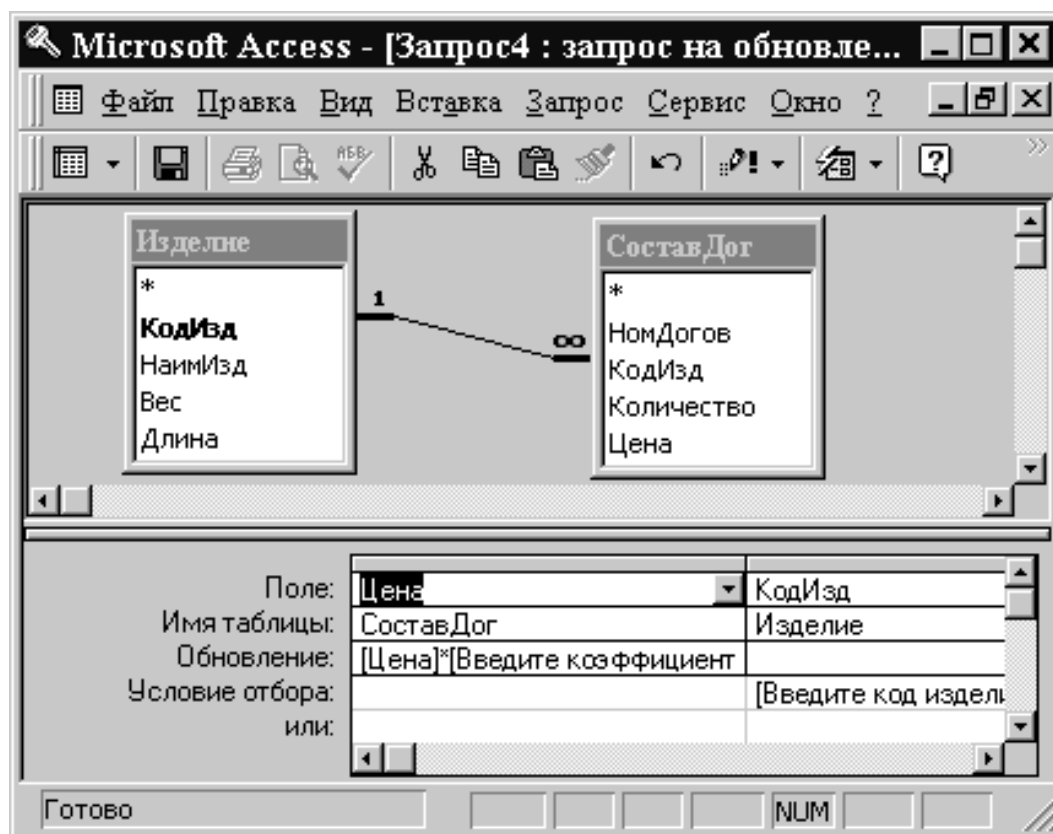 Microsoft Access - [Запрос4 : запрос на обновле...
Файл Правка Вид Вставка Запрос Сервис Окно ?
АБВ
Изделие
*
КодИзд
НаимИзд
Вес
Длина
1
∞
СоставДог
*
НомДогов
КодИзд
Количество
Цена
Поле: Цена КодИзд
Имя таблицы: СоставДог Изделие
Обновление: [Цена]*[Введите коэффициент
Условие отбора: [Введите код издели
или:
Готово NUM